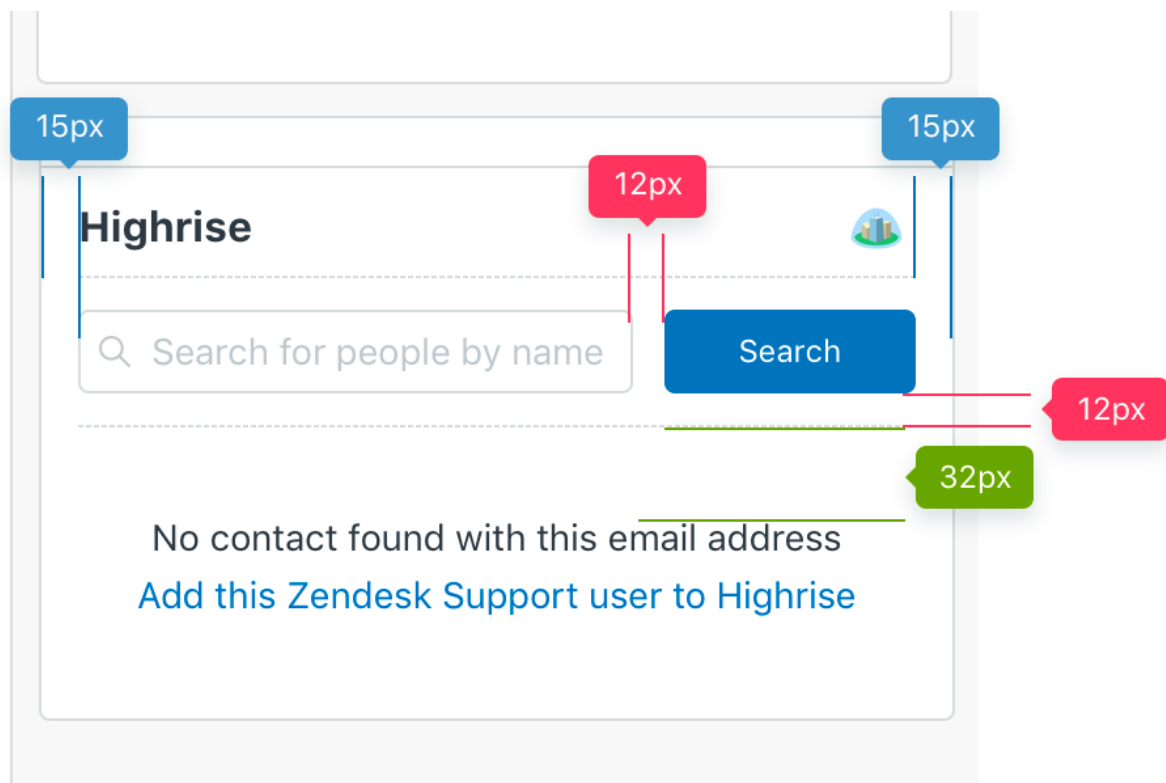 15px
15px
12px
Highrise
Search for people by name
Search
12px
32px
No contact found with this email address
Add this Zendesk Support user to Highrise